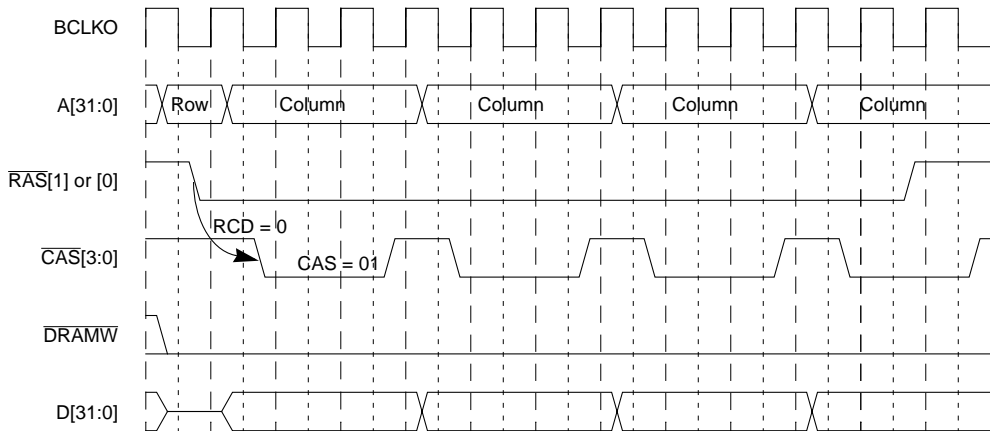 BCLKO
A[31:0]
Row
Column
Column
Column
Column
RAS[1] or [0]
RCD = 0
CAS[3:0]
CAS = 01
DRAMW
D[31:0]